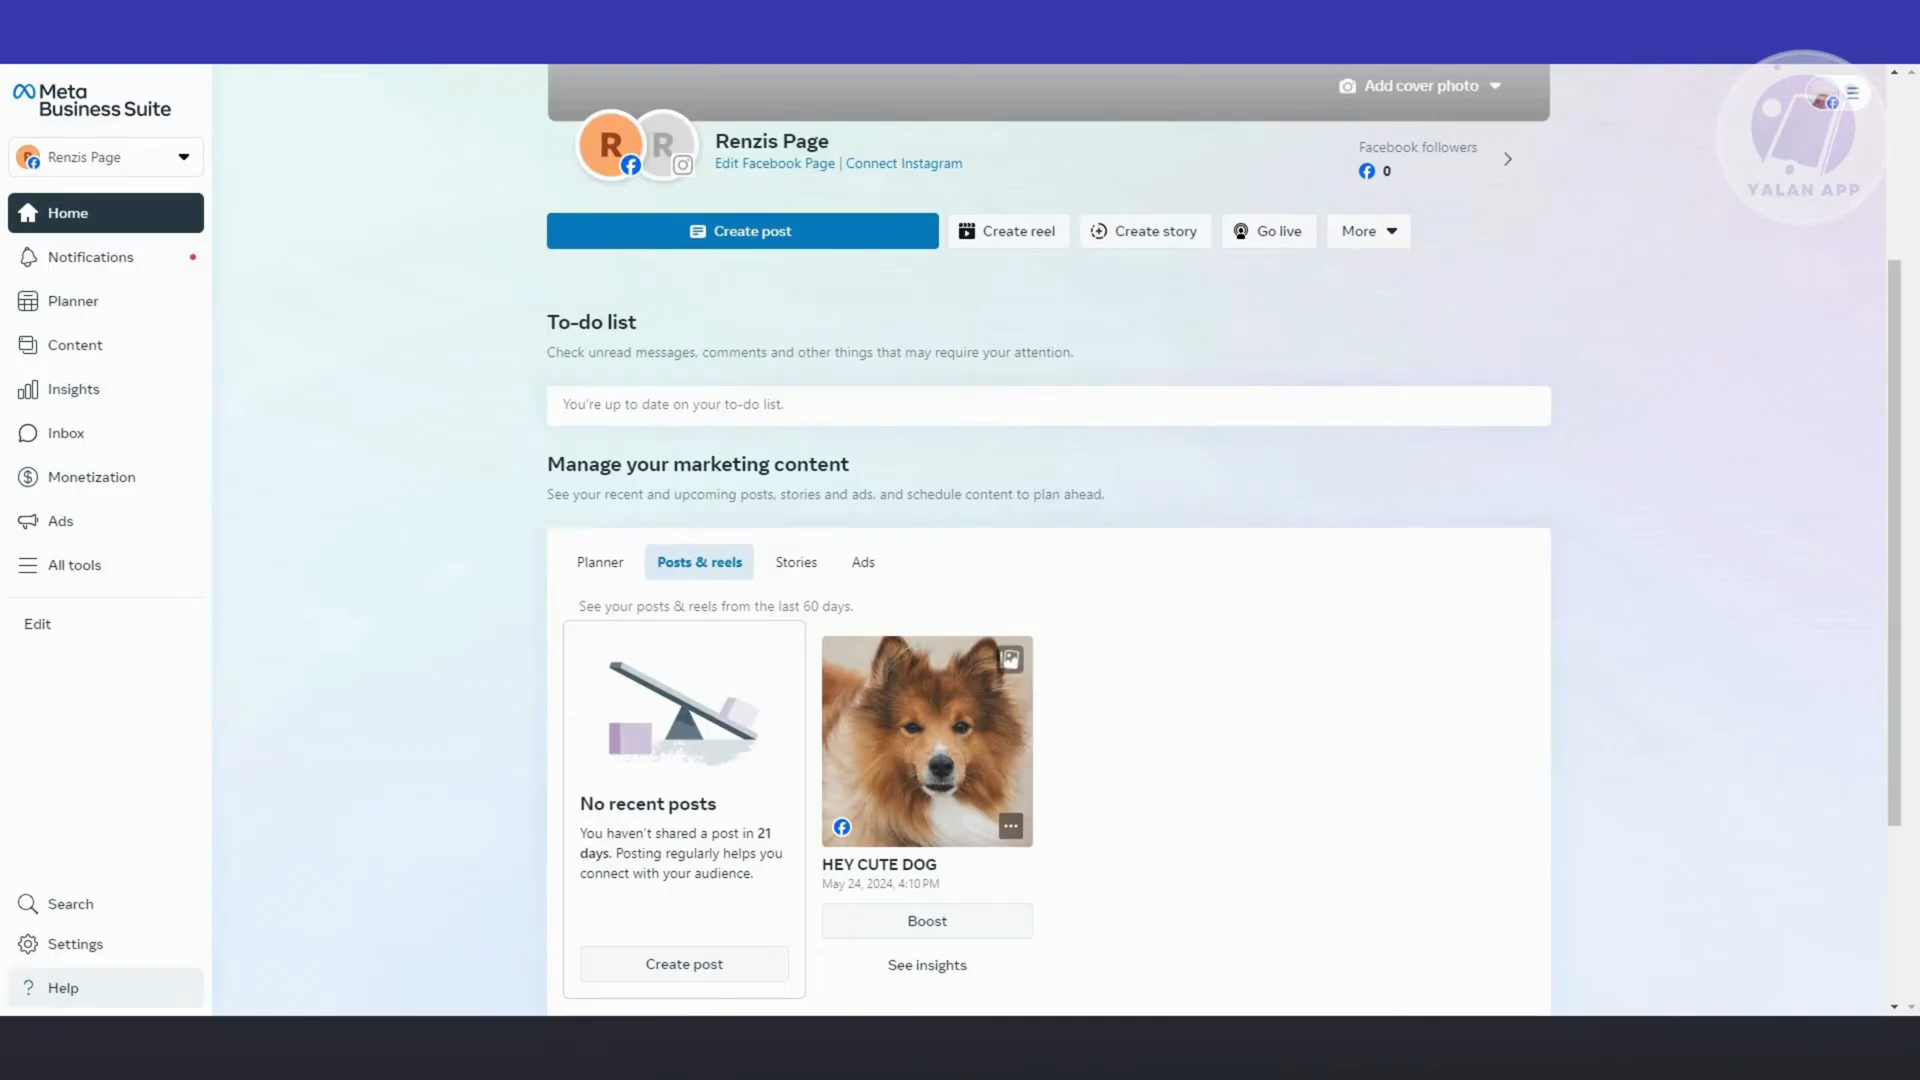 Meta
Business Suite
Renzis Page
Home
Notifications
Planner
Content
Insights
Inbox
Monetization
Ads
All tools
Edit
Search
Settings
? Help
Add cover photo
R
R
Renzis Page
Edit Facebook Page | Connect Instagram
Facebook followers
0
YALAN APP
Create post
Create reel
Create story
Go live
More
To-do list
Check unread messages, comments and other things that may require your attention.
You're up to date on your to-do list.
Manage your marketing content
See your recent and upcoming posts, stories and ads, and schedule content to plan ahead.
Planner
Posts & reels
Stories
Ads
See your posts & reels from the last 60 days.
No recent posts
You haven't shared a post in 21
days. Posting regularly helps you
connect with your audience.
Create post
HEY CUTE DOG
May 24, 2024, 4:10 PM
Boost
See insights